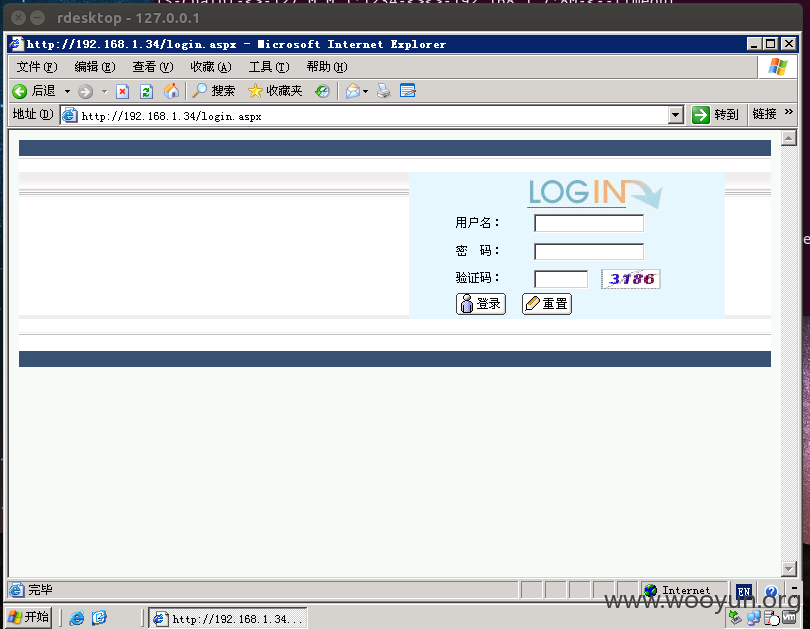 rdesktop - 127.0.0.1
http://192.168.1.34/login.aspx - Microsoft Internet Explorer
文件(F) 编辑(E) 查看(V) 收藏(A) 工具(T) 帮助(H)
后退 搜索 收藏夹
地址(D) http://192.168.1.34/login.aspx 转到 链接 »
LOGIN
用户名：
密 码：
验证码： 3186
登录 重置
完毕 Internet EN
www.wooyun.org
开始 http://192.168.1.34...